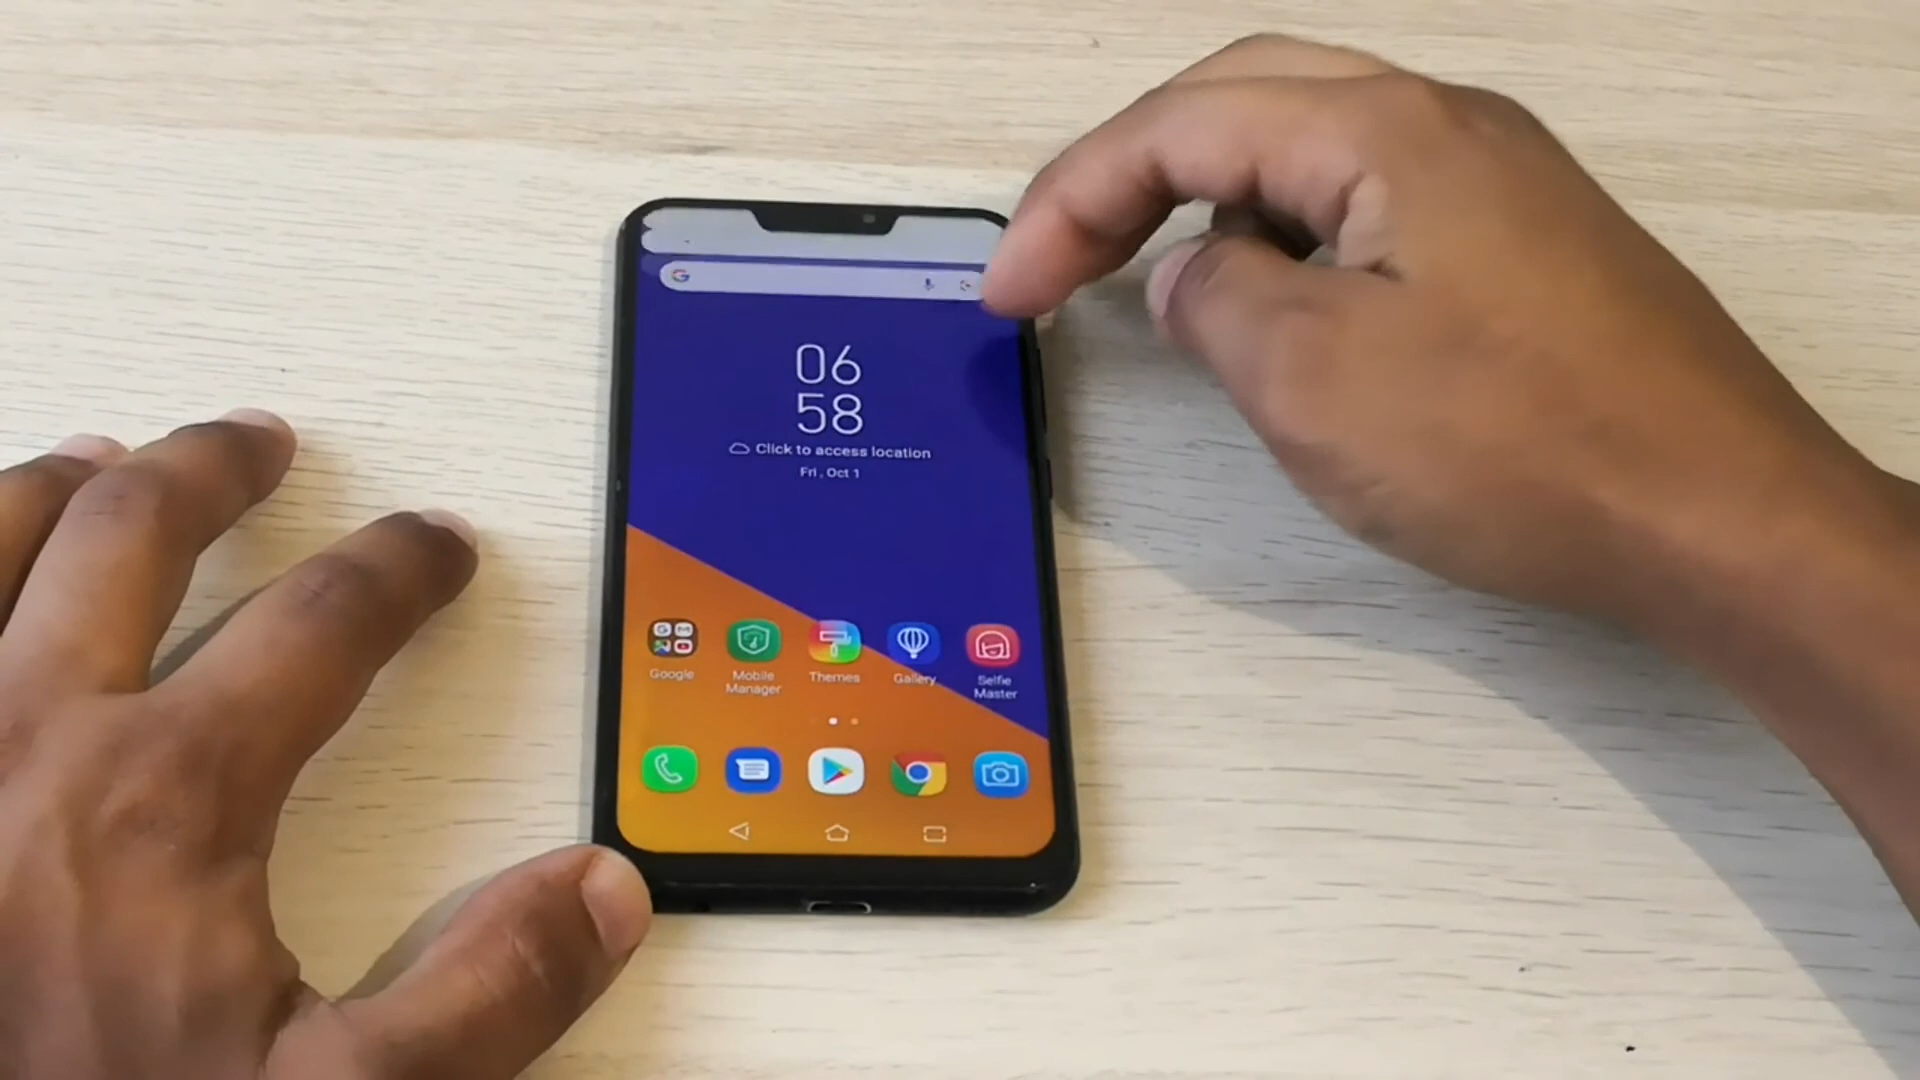 06
58
Click to access location
Fri , Oct 1
Google
Mobile
Manager
Themes
Gallery
Selfie
Master